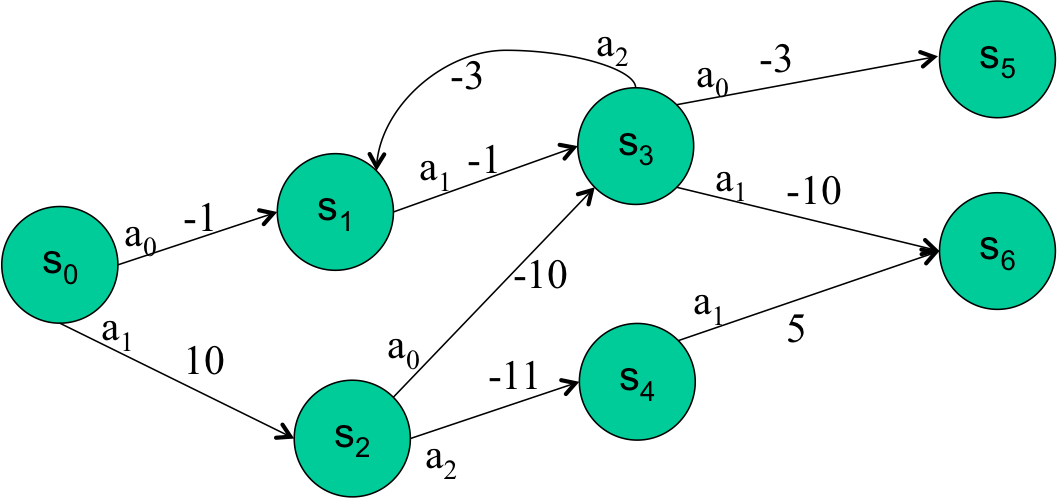 a₂
-3
s₅
-3
a₀
s₃
a₁ -1
a₁
-10
s₁
-1
a₀
s₀
s₆
-10
a₁
a₁
5
10
a₀
-11
s₄
s₂
a₂